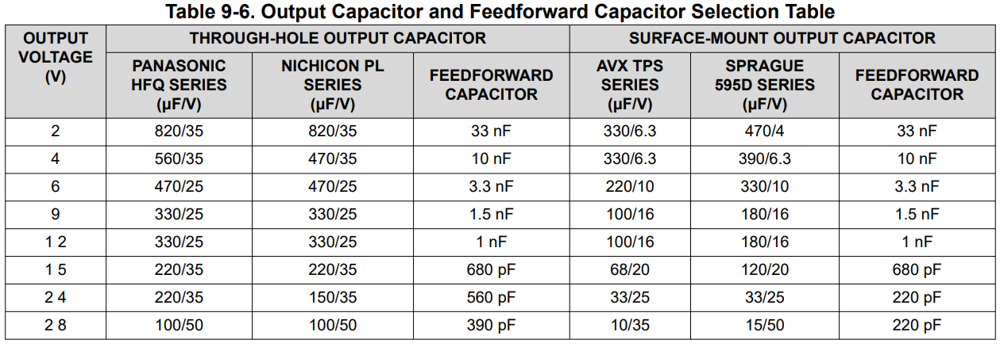 Table 9-6. Output Capacitor and Feedforward Capacitor Selection Table
OUTPUT VOLTAGE (V) THROUGH-HOLE OUTPUT CAPACITOR SURFACE-MOUNT OUTPUT CAPACITOR
PANASONIC HFQ SERIES (µF/V) NICHICON PL SERIES (µF/V) FEEDFORWARD CAPACITOR AVX TPS SERIES (µF/V) SPRAGUE 595D SERIES (µF/V) FEEDFORWARD CAPACITOR
2 820/35 820/35 33 nF 330/6.3 470/4 33 nF
4 560/35 470/35 10 nF 330/6.3 390/6.3 10 nF
6 470/25 470/25 3.3 nF 220/10 330/10 3.3 nF
9 330/25 330/25 1.5 nF 100/16 180/16 1.5 nF
1 2 330/25 330/25 1 nF 100/16 180/16 1 nF
1 5 220/35 220/35 680 pF 68/20 120/20 680 pF
2 4 220/35 150/35 560 pF 33/25 33/25 220 pF
2 8 100/50 100/50 390 pF 10/35 15/50 220 pF